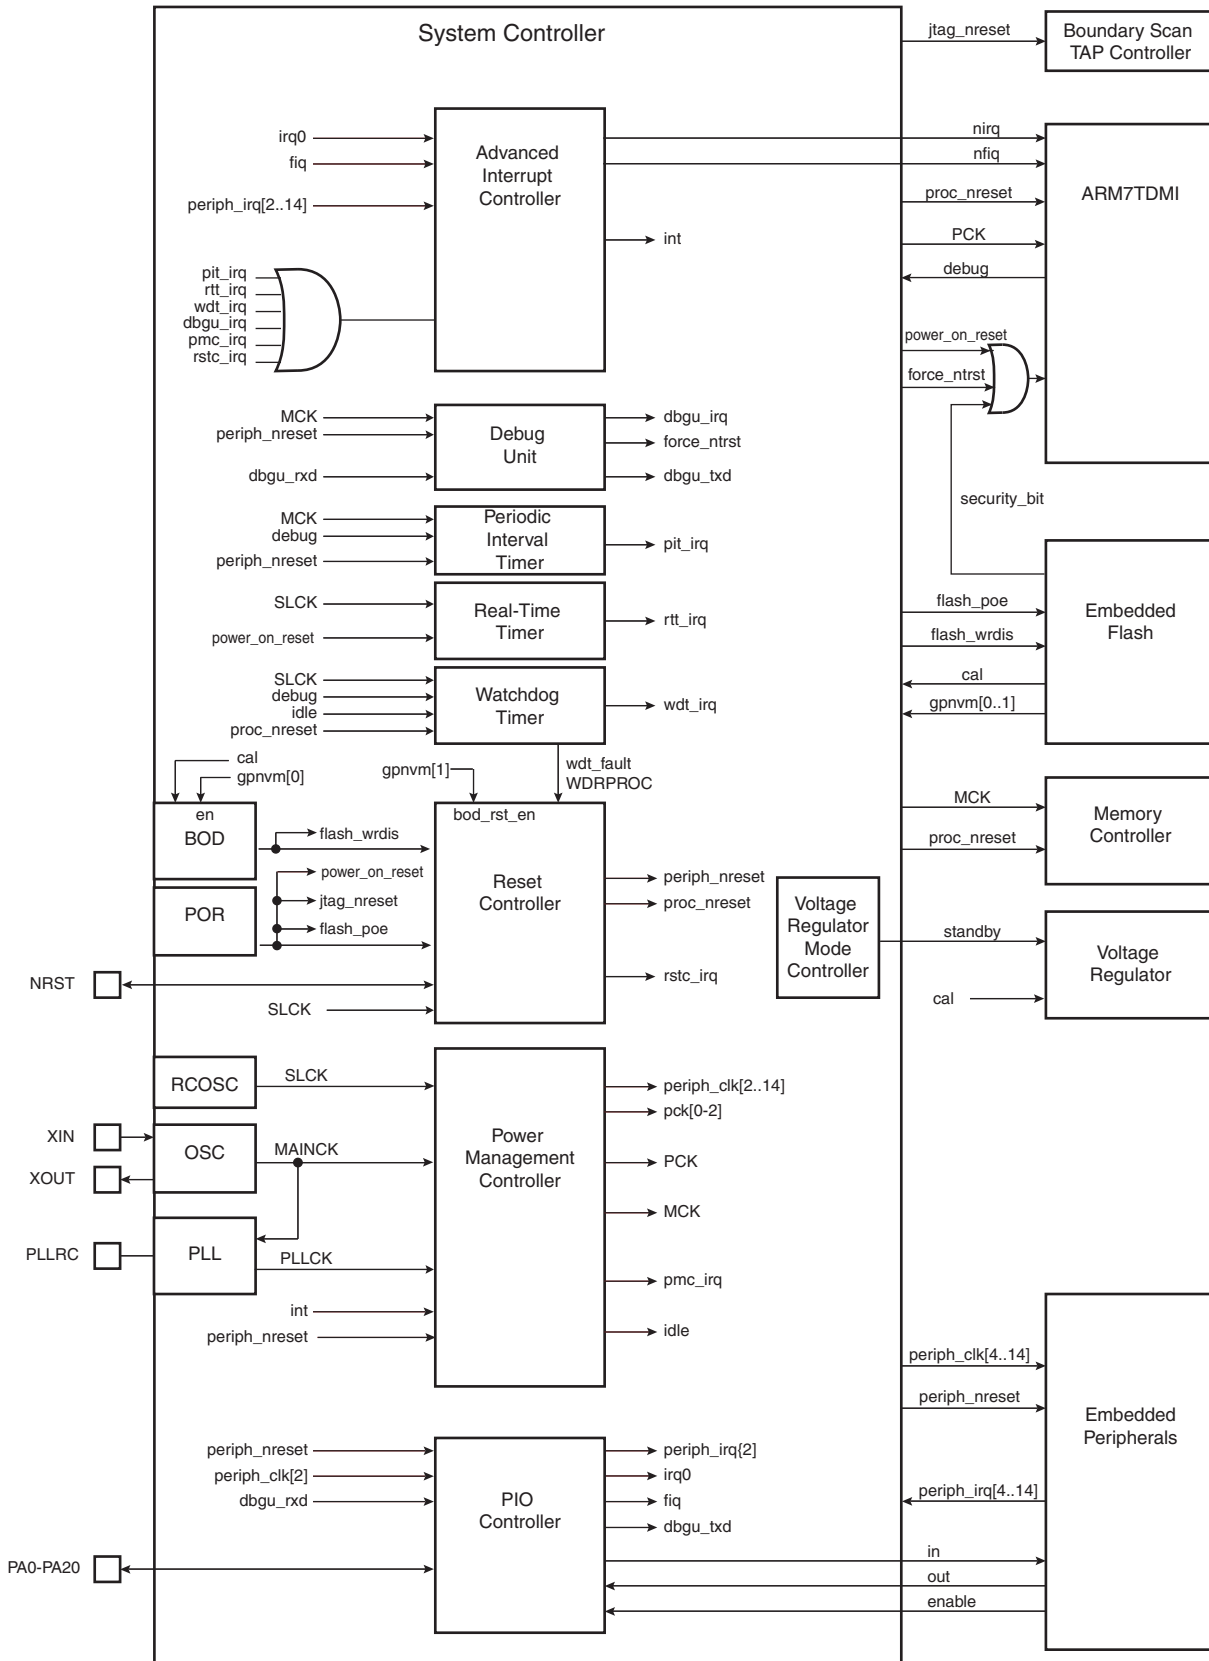 System Controller
jtag_nreset
Boundary Scan
TAP Controller
irq0
fiq
periph_irq[2..14]
Advanced
Interrupt
Controller
int
nirq
nfiq
proc_nreset
PCK
debug
ARM7TDMI
pit_irq
rtt_irq
wdt_irq
dbgu_irq
pmc_irq
rstc_irq
power_on_reset
force_ntrst
security_bit
MCK
periph_nreset
dbgu_rxd
Debug
Unit
dbgu_irq
force_ntrst
dbgu_txd
MCK
debug
periph_nreset
Periodic
Interval
Timer
pit_irq
SLCK
power_on_reset
Real-Time
Timer
rtt_irq
flash_poe
flash_wrdis
cal
gpnvm[0..1]
Embedded
Flash
SLCK
debug
idle
proc_nreset
Watchdog
Timer
wdt_irq
cal
gpnvm[0]
gpnvm[1]
wdt_fault
WDRPROC
en
BOD
bod_rst_en
flash_wrdis
power_on_reset
jtag_nreset
flash_poe
POR
Reset
Controller
periph_nreset
proc_nreset
rstc_irq
MCK
proc_nreset
Memory
Controller
Voltage
Regulator
Mode
Controller
standby
cal
Voltage
Regulator
NRST
SLCK
RCOSC
SLCK
XIN
XOUT
OSC
MAINCK
PLLRC
PLL
PLLCK
int
periph_nreset
Power
Management
Controller
periph_clk[2..14]
pck[0-2]
PCK
MCK
pmc_irq
idle
periph_clk[4..14]
periph_nreset
periph_irq[4..14]
Embedded
Peripherals
periph_nreset
periph_clk[2]
dbgu_rxd
PA0-PA20
PIO
Controller
periph_irq{2]
irq0
fiq
dbgu_txd
in
out
enable